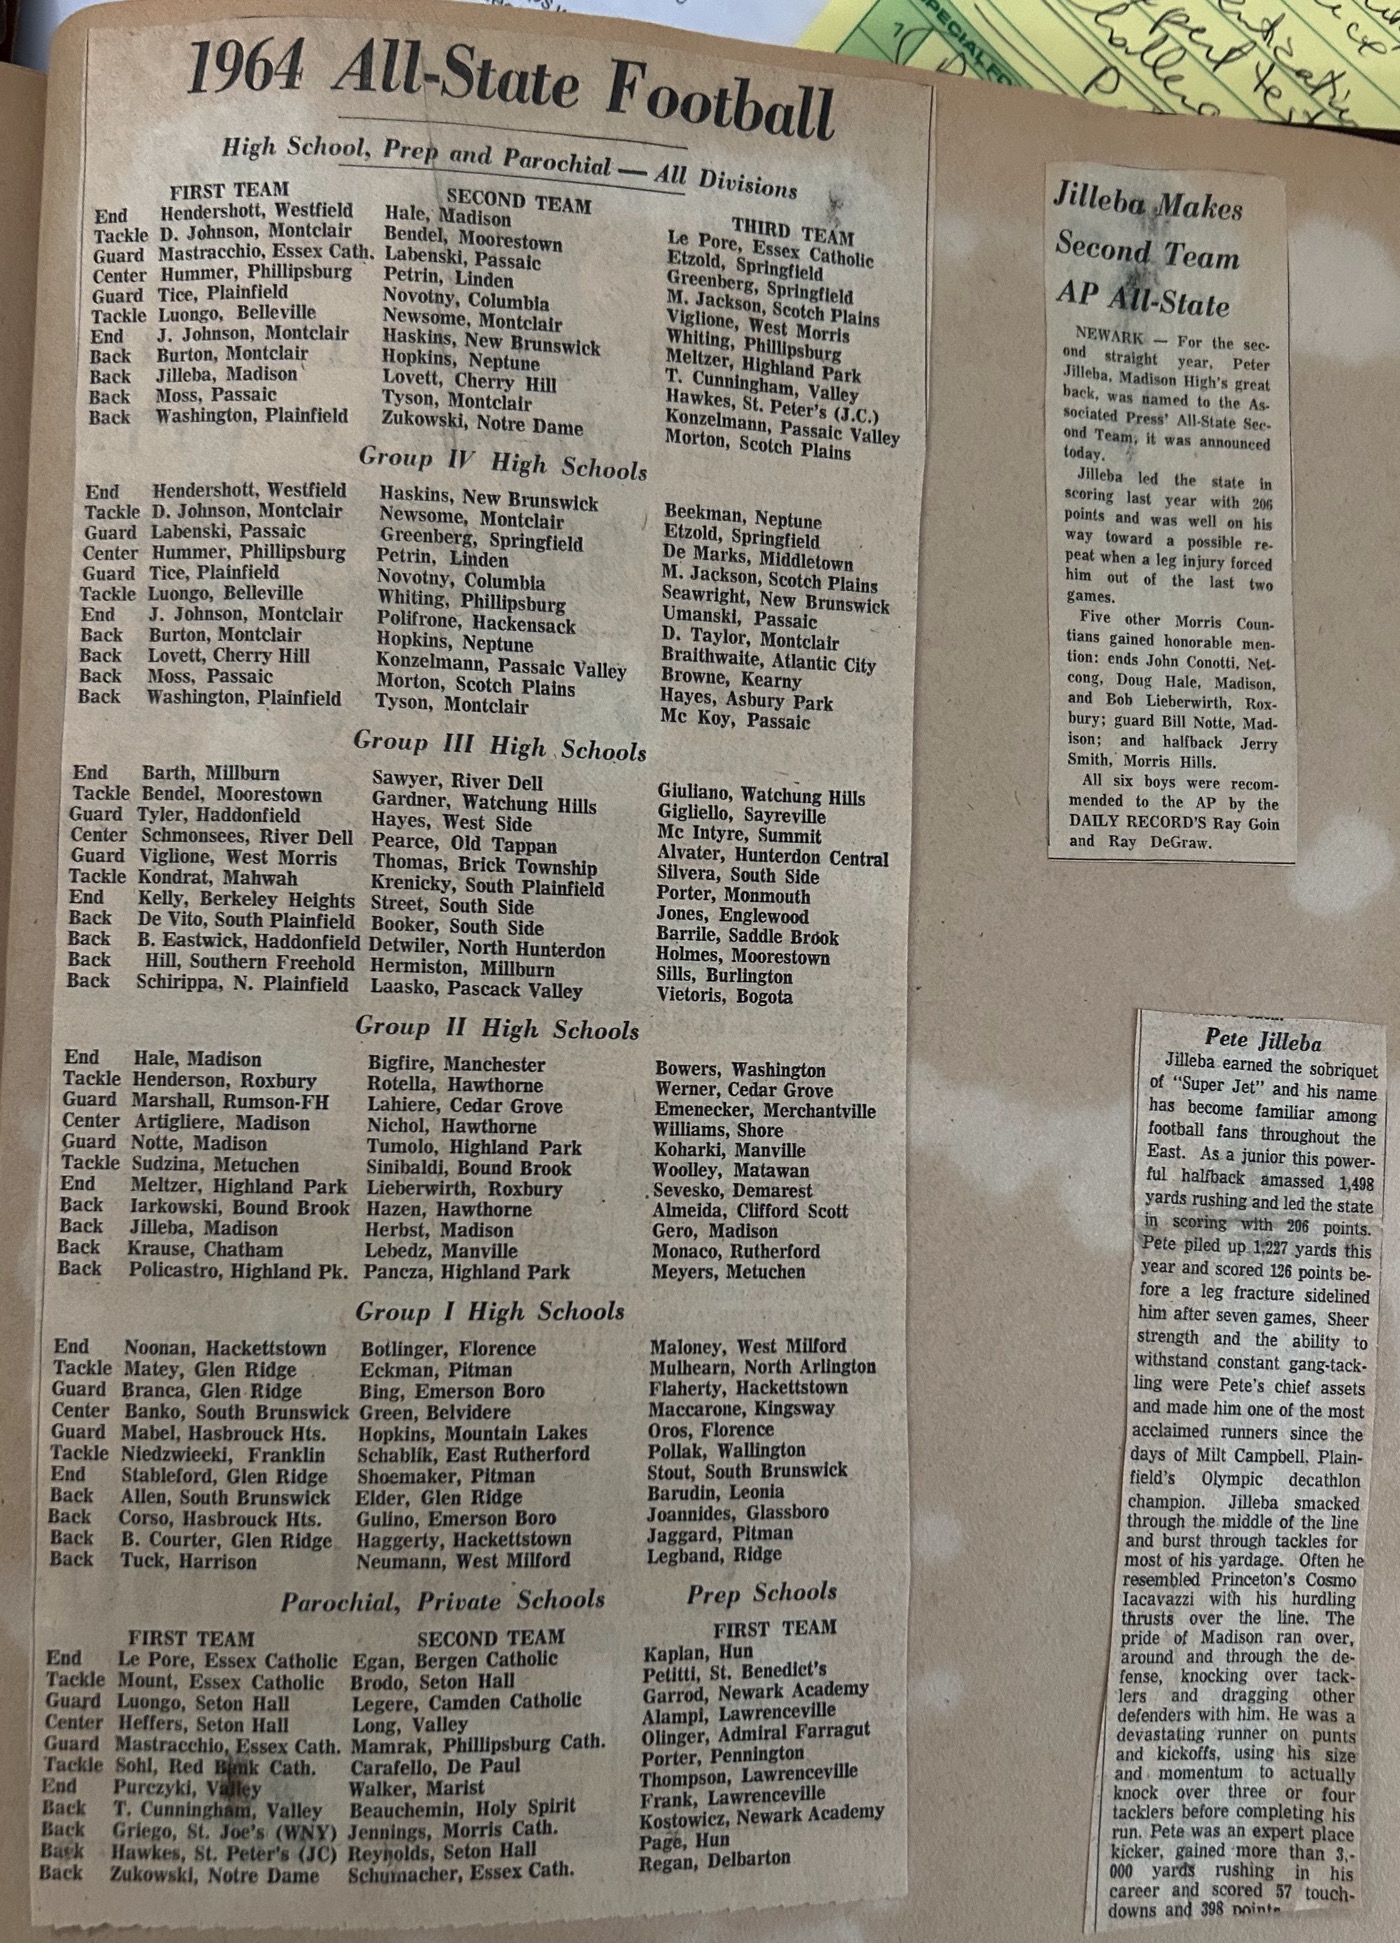 1964 All-State Football
High School, Prep and Parochial — All Divisions
FIRST TEAM SECOND TEAM THIRD TEAM
End Hendershott, Westfield Hale, Madison Le Pore, Essex Catholic
Tackle D. Johnson, Montclair Bendel, Moorestown Etzold, Springfield
Guard Mastracchio, Essex Cath. Labenski, Passaic Greenberg, Springfield
Center Hummer, Phillipsburg Petrin, Linden M. Jackson, Scotch Plains
Guard Tice, Plainfield Novotny, Columbia Viglione, West Morris
Tackle Luongo, Belleville Newsome, Montclair Whiting, Phillipsburg
End J. Johnson, Montclair Haskins, New Brunswick Meltzer, Highland Park
Back Burton, Montclair Hopkins, Neptune T. Cunningham, Valley
Back Jilleba, Madison Lovett, Cherry Hill Hawkes, St. Peter's (J.C.)
Back Moss, Passaic Tyson, Montclair Konzelmann, Passaic Valley
Back Washington, Plainfield Zukowski, Notre Dame Morton, Scotch Plains
Group IV High Schools
End Hendershott, Westfield Haskins, New Brunswick Beekman, Neptune
Tackle D. Johnson, Montclair Newsome, Montclair Etzold, Springfield
Guard Labenski, Passaic Greenberg, Springfield De Marks, Middletown
Center Hummer, Phillipsburg Petrin, Linden M. Jackson, Scotch Plains
Guard Tice, Plainfield Novotny, Columbia Seawright, New Brunswick
Tackle Luongo, Belleville Whiting, Phillipsburg Umanski, Passaic
End J. Johnson, Montclair Polifrone, Hackensack D. Taylor, Montclair
Back Burton, Montclair Hopkins, Neptune Braithwaite, Atlantic City
Back Lovett, Cherry Hill Konzelmann, Passaic Valley Browne, Kearny
Back Moss, Passaic Morton, Scotch Plains Hayes, Asbury Park
Back Washington, Plainfield Tyson, Montclair Mc Koy, Passaic
Group III High Schools
End Barth, Millburn Sawyer, River Dell Giuliano, Watchung Hills
Tackle Bendel, Moorestown Gardner, Watchung Hills Gigliello, Sayreville
Guard Tyler, Haddonfield Hayes, West Side Mc Intyre, Summit
Center Schmonsees, River Dell Pearce, Old Tappan Alvater, Hunterdon Central
Guard Viglione, West Morris Thomas, Brick Township Silvera, South Side
Tackle Kondrat, Mahwah Krenicky, South Plainfield Porter, Monmouth
End Kelly, Berkeley Heights Street, South Side Jones, Englewood
Back De Vito, South Plainfield Booker, South Side Barrile, Saddle Brook
Back B. Eastwick, Haddonfield Detwiler, North Hunterdon Holmes, Moorestown
Back Hill, Southern Freehold Hermiston, Millburn Sills, Burlington
Back Schirippa, N. Plainfield Laasko, Pascack Valley Vietoris, Bogota
Group II High Schools
End Hale, Madison Bigfire, Manchester Bowers, Washington
Tackle Henderson, Roxbury Rotella, Hawthorne Werner, Cedar Grove
Guard Marshall, Rumson-FH Lahiere, Cedar Grove Emenecker, Merchantville
Center Artigliere, Madison Nichol, Hawthorne Williams, Shore
Guard Notte, Madison Tumolo, Highland Park Koharki, Manville
Tackle Sudzina, Metuchen Sinibaldi, Bound Brook Woolley, Matawan
End Meltzer, Highland Park Lieberwirth, Roxbury Sevesko, Demarest
Back Iarkowski, Bound Brook Hazen, Hawthorne Almeida, Clifford Scott
Back Jilleba, Madison Herbst, Madison Gero, Madison
Back Krause, Chatham Lebedz, Manville Monaco, Rutherford
Back Policastro, Highland Pk. Pancza, Highland Park Meyers, Metuchen
Group I High Schools
End Noonan, Hackettstown Botlinger, Florence Maloney, West Milford
Tackle Matey, Glen Ridge Eckman, Pitman Mulhearn, North Arlington
Guard Branca, Glen Ridge Bing, Emerson Boro Flaherty, Hackettstown
Center Banko, South Brunswick Green, Belvidere Maccarone, Kingsway
Guard Mabel, Hasbrouck Hts. Hopkins, Mountain Lakes Oros, Florence
Tackle Niedzwiecki, Franklin Schablik, East Rutherford Pollak, Wallington
End Stableford, Glen Ridge Shoemaker, Pitman Stout, South Brunswick
Back Allen, South Brunswick Elder, Glen Ridge Barudin, Leonia
Back Corso, Hasbrouck Hts. Gulino, Emerson Boro Joannides, Glassboro
Back B. Courter, Glen Ridge Haggerty, Hackettstown Jaggard, Pitman
Back Tuck, Harrison Neumann, West Milford Legband, Ridge
Parochial, Private Schools Prep Schools
FIRST TEAM SECOND TEAM FIRST TEAM
End Le Pore, Essex Catholic Egan, Bergen Catholic Kaplan, Hun
Tackle Mount, Essex Catholic Brodo, Seton Hall Petitti, St. Benedict's
Guard Luongo, Seton Hall Legere, Camden Catholic Garrod, Newark Academy
Center Heffers, Seton Hall Long, Valley Alampi, Lawrenceville
Guard Mastracchio, Essex Cath. Mamrak, Phillipsburg Cath. Olinger, Admiral Farragut
Tackle Sohl, Red Bank Cath. Carafello, De Paul Porter, Pennington
End Purczyki, Valley Walker, Marist Thompson, Lawrenceville
Back T. Cunningham, Valley Beauchemin, Holy Spirit Frank, Lawrenceville
Back Griego, St. Joe's (WNY) Jennings, Morris Cath. Kostowicz, Newark Academy
Back Hawkes, St. Peter's (JC) Reynolds, Seton Hall Page, Hun
Back Zukowski, Notre Dame Schumacher, Essex Cath. Regan, Delbarton
Jilleba Makes
Second Team
AP All-State
NEWARK — For the sec-
ond straight year, Peter
Jilleba, Madison High's great
back, was named to the As-
sociated Press' All-State Sec-
ond Team, it was announced
today.
Jilleba led the state in
scoring last year with 206
points and was well on his
way toward a possible re-
peat when a leg injury forced
him out of the last two
games.
Five other Morris Coun-
tians gained honorable men-
tion: ends John Conotti, Net-
cong, Doug Hale, Madison,
and Bob Lieberwirth, Rox-
bury; guard Bill Notte, Mad-
ison; and halfback Jerry
Smith, Morris Hills.
All six boys were recom-
mended to the AP by the
DAILY RECORD'S Ray Goin
and Ray DeGraw.
Pete Jilleba
Jilleba earned the sobriquet
of "Super Jet" and his name
has become familiar among
football fans throughout the
East. As a junior this power-
ful halfback amassed 1,498
yards rushing and led the state
in scoring with 206 points.
Pete piled up 1,227 yards this
year and scored 126 points be-
fore a leg fracture sidelined
him after seven games, Sheer
strength and the ability to
withstand constant gang-tack-
ling were Pete's chief assets
and made him one of the most
acclaimed runners since the
days of Milt Campbell, Plain-
field's Olympic decathlon
champion. Jilleba smacked
through the middle of the line
and burst through tackles for
most of his yardage. Often he
resembled Princeton's Cosmo
Iacavazzi with his hurdling
thrusts over the line. The
pride of Madison ran over,
around and through the de-
fense, knocking over tack-
lers and dragging other
defenders with him. He was a
devastating runner on punts
and kickoffs, using his size
and momentum to actually
knock over three or four
tacklers before completing his
run. Pete was an expert place
kicker, gained more than 3,-
000 yards rushing in his
career and scored 57 touch-
downs and 398 points